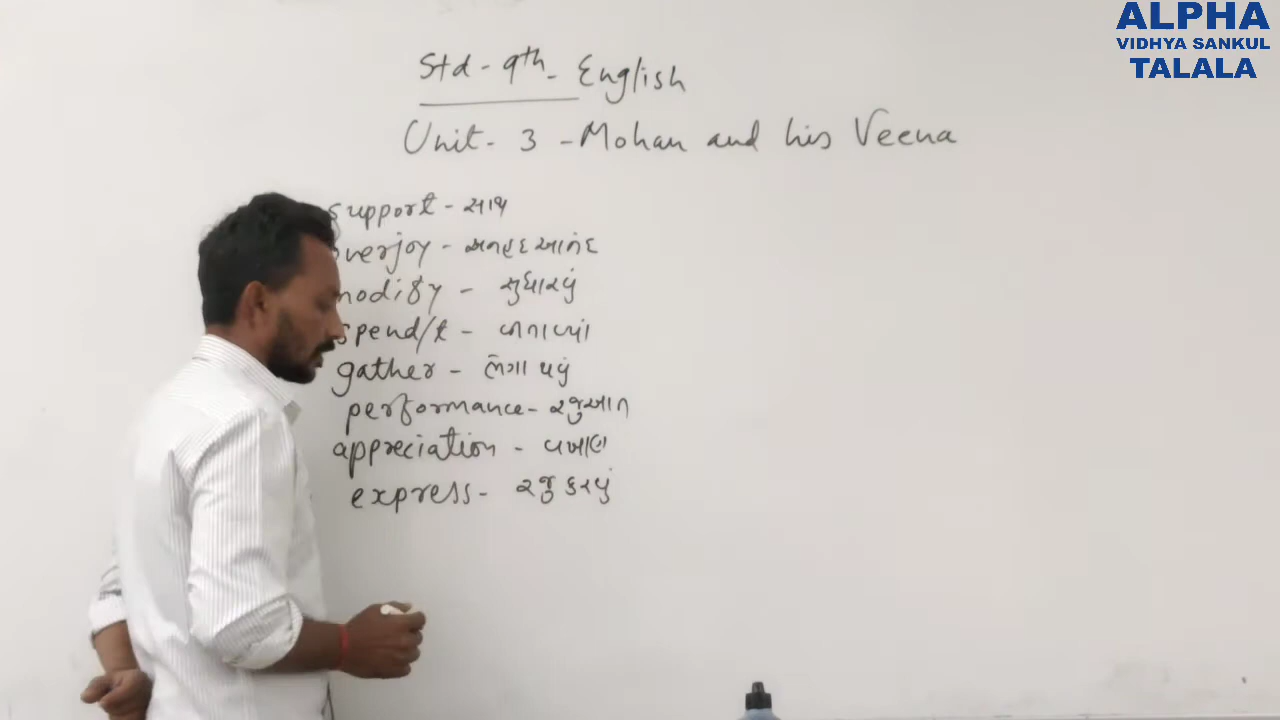 ALPHA
VIDHYA SANKUL
TALALA
Std - 9th - English
Unit - 3 - Mohan and his Veena
support - સાથ
overjoy - અનહદ આનંદ
modify - સુધારવું
spend/t -
gather - ભેગા થવું
performance - રજુઆત
appreciation - વખાણ
express - રજુ કરવું